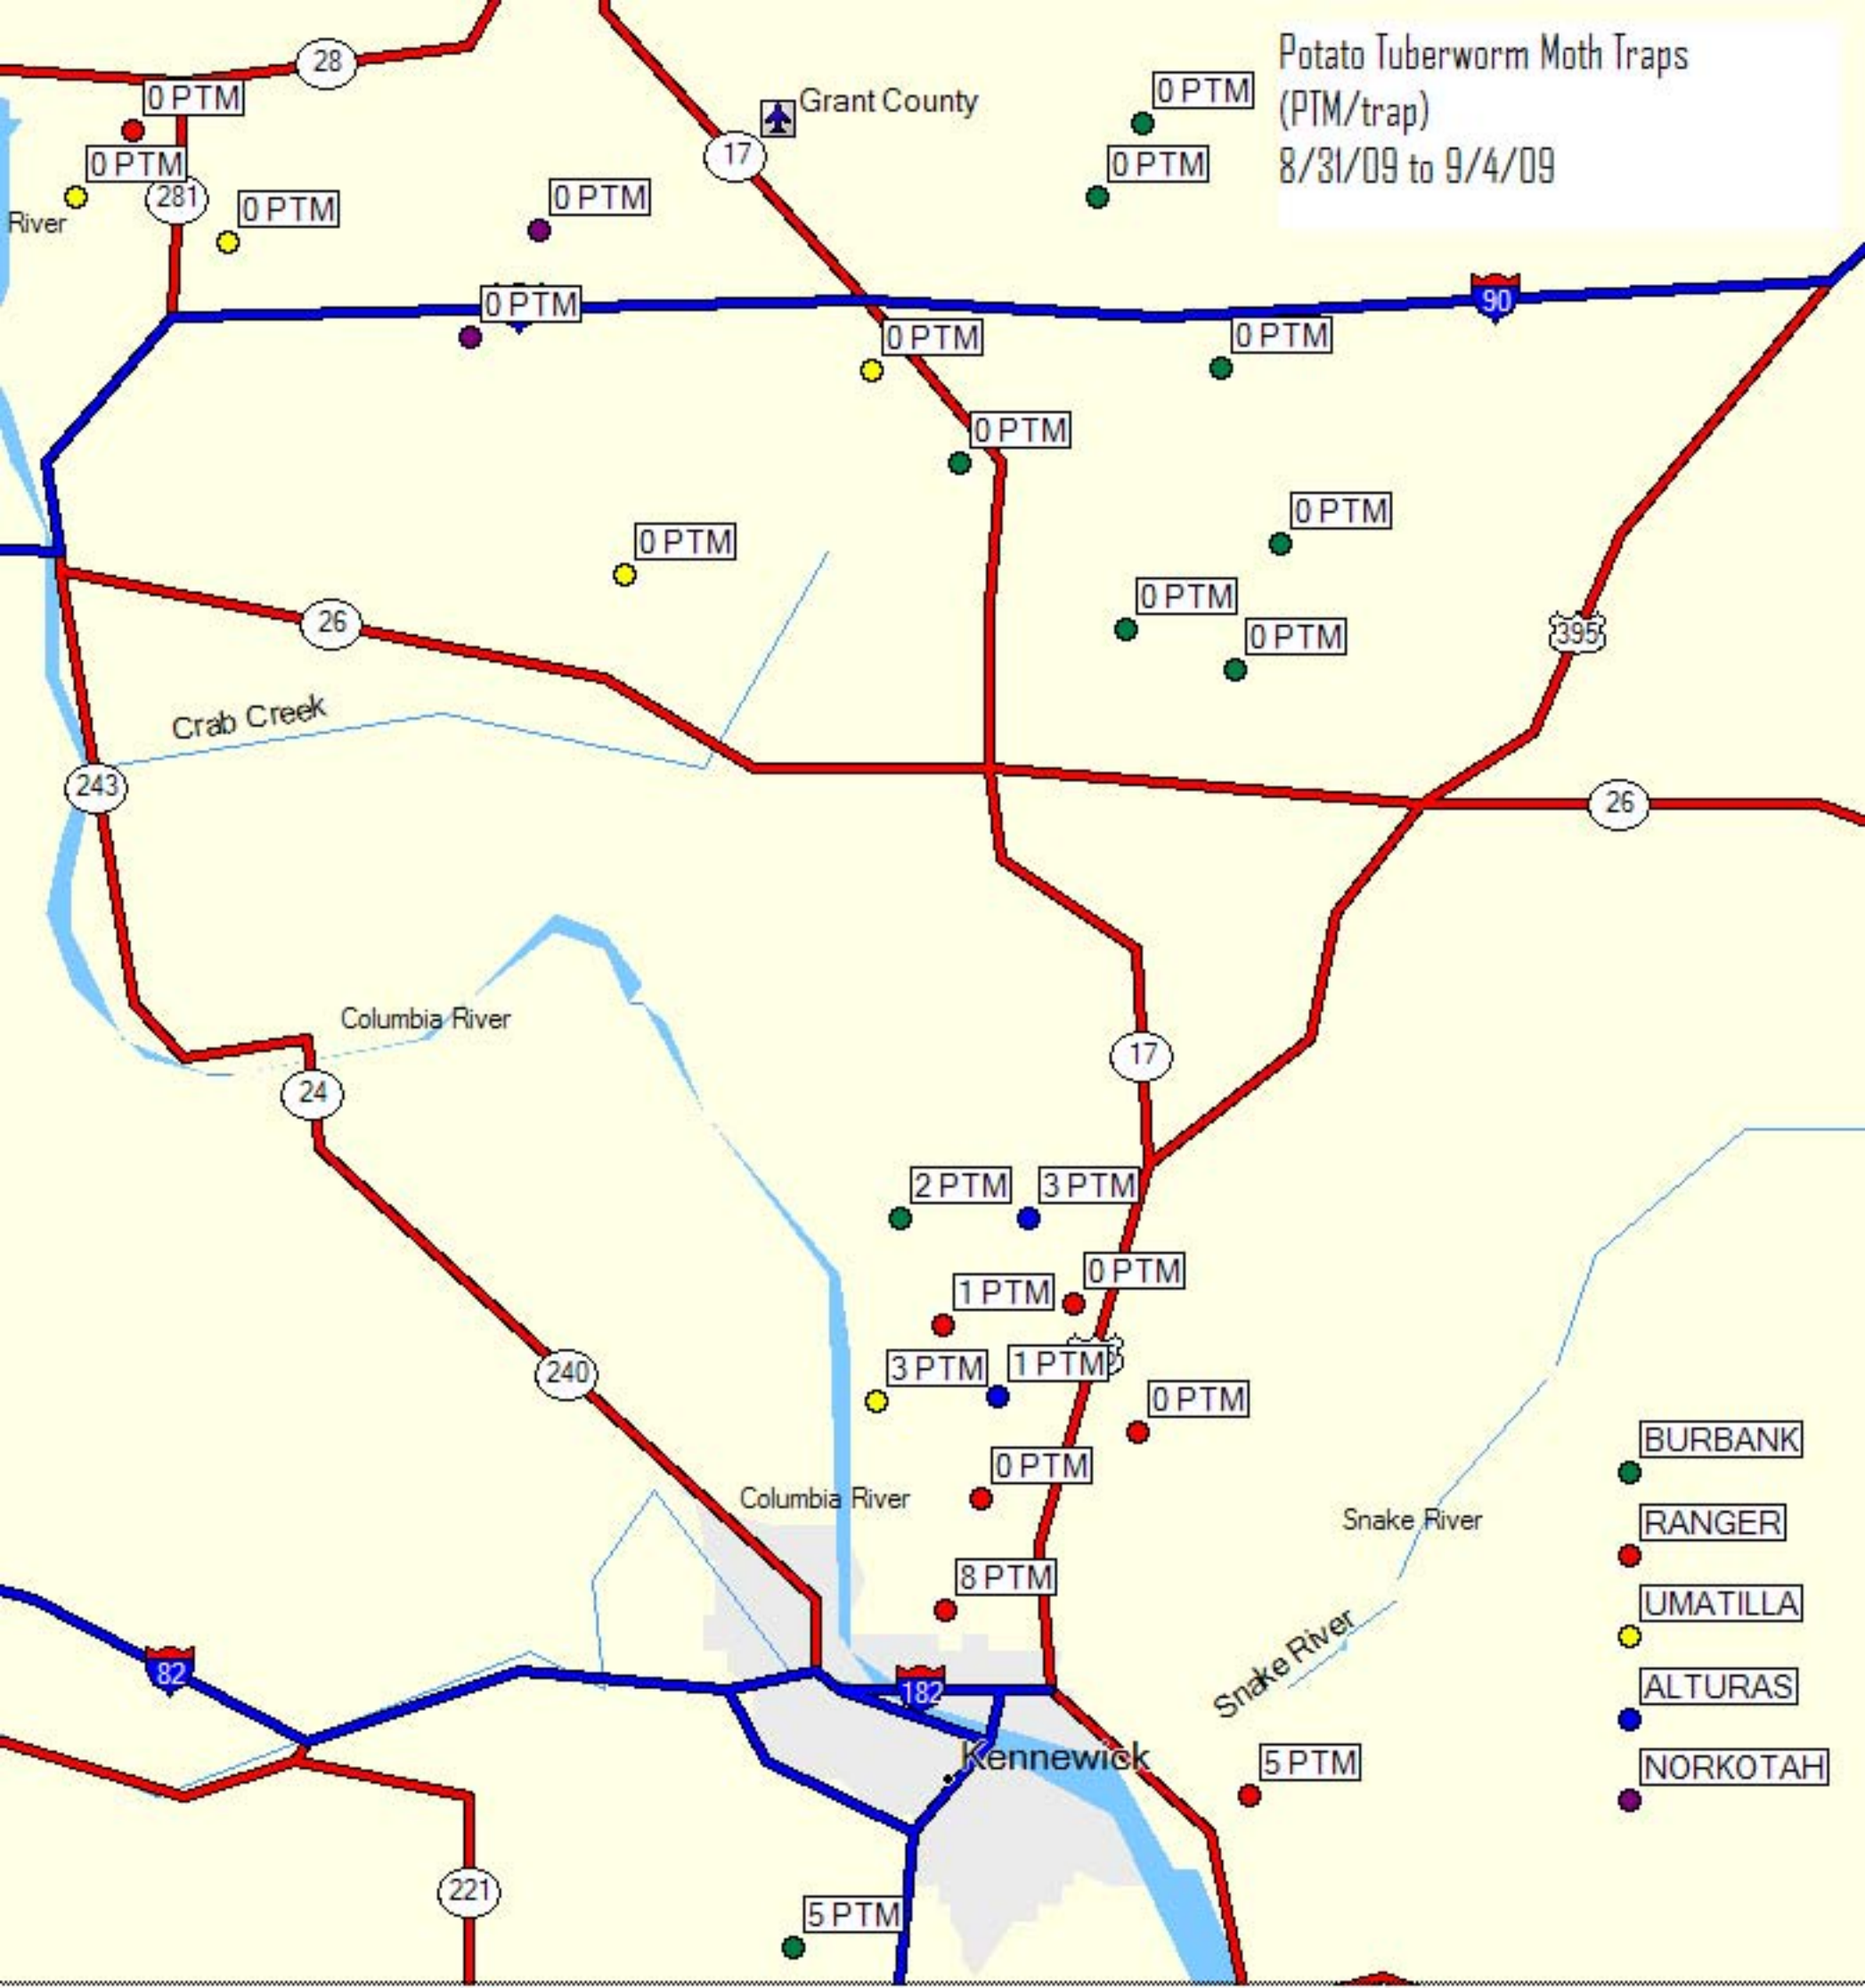 Potato Tuberworm Moth Traps
(PTM/trap)
8/31/09 to 9/4/09
28
0 PTM
Grant County
0 PTM
17
0 PTM
0 PTM
281
0 PTM
0 PTM
River
90
0 PTM
0 PTM
0 PTM
0 PTM
0 PTM
0 PTM
0 PTM
26
0 PTM
395
Crab Creek
243
26
Columbia River
17
24
2 PTM
3 PTM
0 PTM
1 PTM
240
3 PTM
1 PTM
0 PTM
BURBANK
0 PTM
Columbia River
Snake River
RANGER
8 PTM
UMATILLA
Snake River
82
182
ALTURAS
Kennewick
5 PTM
NORKOTAH
221
5 PTM